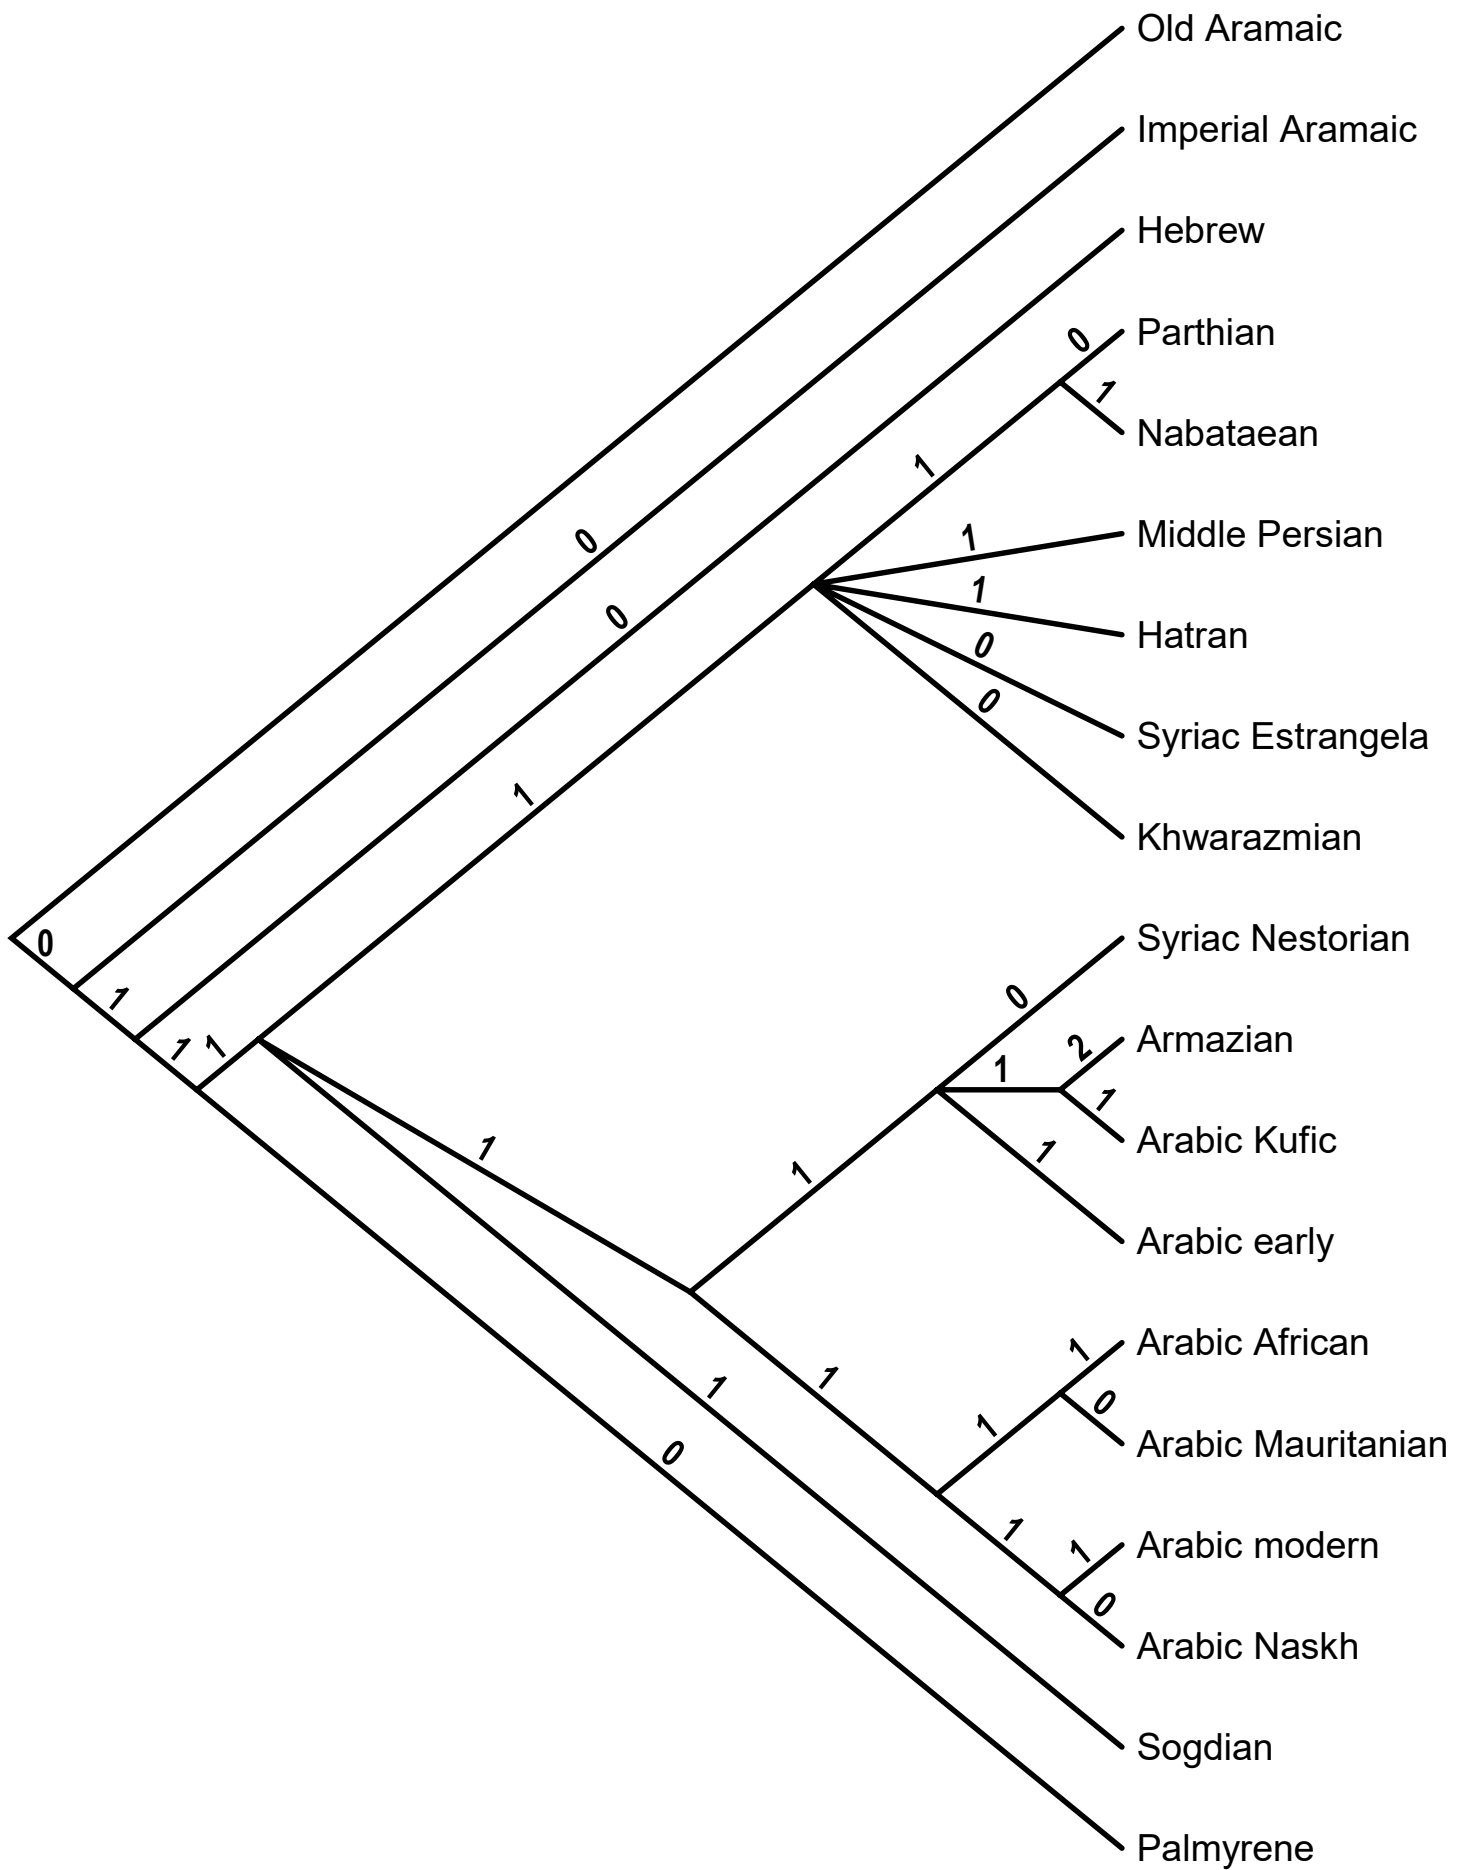 Old Aramaic
Imperial Aramaic
Hebrew
0
Parthian
1
Nabataean
1
1
Middle Persian
0
1
Hatran
0
0
Syriac Estrangela
0
1
Khwarazmian
0
Syriac Nestorian
1
0
1
1
2
Armazian
1
1
Arabic Kufic
1
1
1
Arabic early
1
Arabic African
1
1
0
1
Arabic Mauritanian
0
1
1
Arabic modern
0
Arabic Naskh
Sogdian
Palmyrene